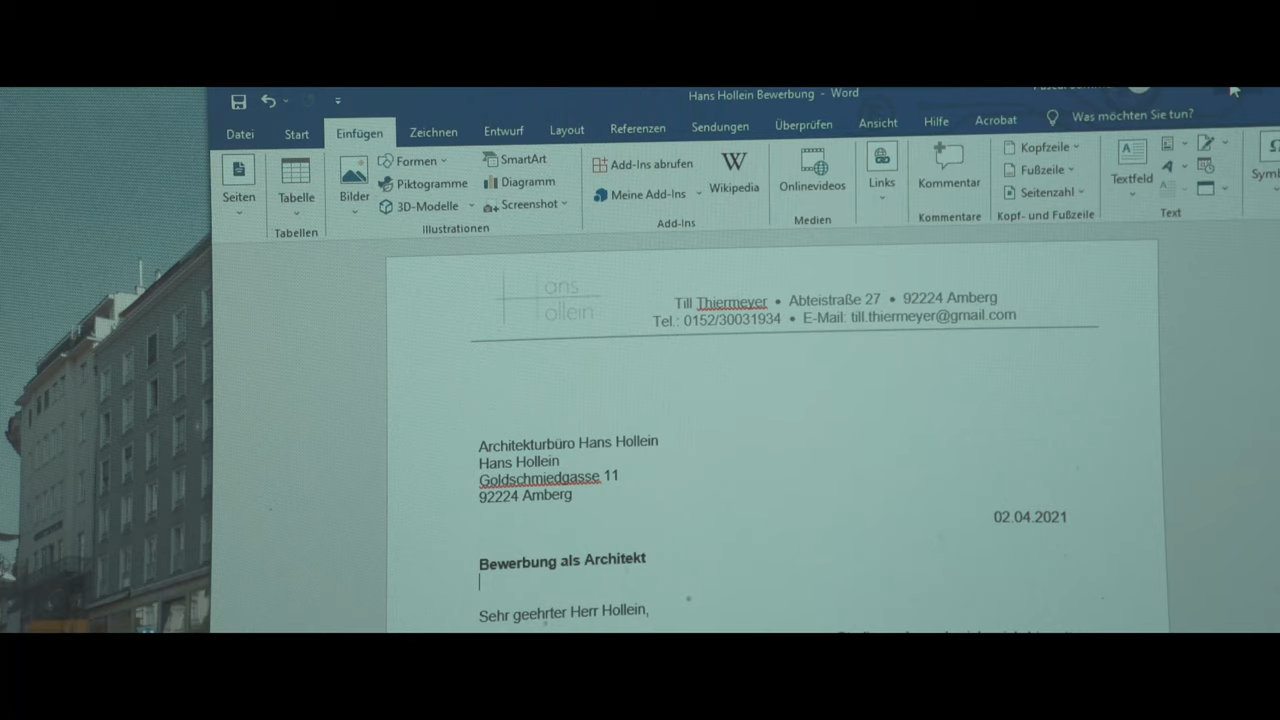 Hans Hollein Bewerbung - Word
Datei Start Einfügen Zeichnen Entwurf Layout Referenzen Sendungen Überprüfen Ansicht Hilfe Acrobat Was möchten Sie tun?
Seiten
Tabelle
Tabellen
Bilder
Formen
Piktogramme
3D-Modelle
SmartArt
Diagramm
Screenshot
Illustrationen
Add-Ins abrufen
Meine Add-Ins
Wikipedia
Add-Ins
Onlinevideos
Medien
Links
Kommentar
Kommentare
Kopfzeile
Fußzeile
Seitenzahl
Kopf- und Fußzeile
Textfeld
Text
Hans
Hollein
Till Thiermeyer • Abteistraße 27 • 92224 Amberg
Tel.: 0152/30031934 • E-Mail: till.thiermeyer@gmail.com
Architekturbüro Hans Hollein
Hans Hollein
Goldschmiedgasse 11
92224 Amberg
02.04.2021
Bewerbung als Architekt
Sehr geehrter Herr Hollein,